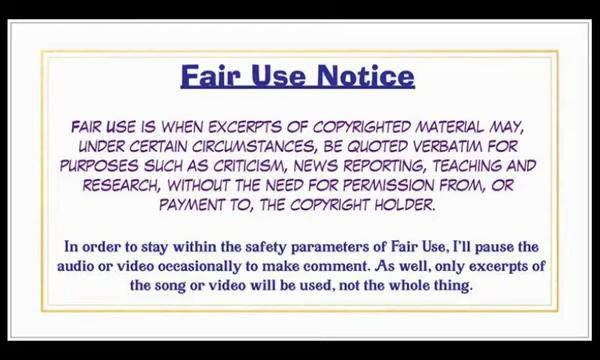 Fair Use Notice
FAIR USE IS WHEN EXCERPTS OF COPYRIGHTED MATERIAL MAY,
UNDER CERTAIN CIRCUMSTANCES, BE QUOTED VERBATIM FOR
PURPOSES SUCH AS CRITICISM, NEWS REPORTING, TEACHING AND
RESEARCH, WITHOUT THE NEED FOR PERMISSION FROM, OR
PAYMENT TO, THE COPYRIGHT HOLDER.
In order to stay within the safety parameters of Fair Use, I'll pause the
audio or video occasionally to make comment. As well, only excerpts of
the song or video will be used, not the whole thing.